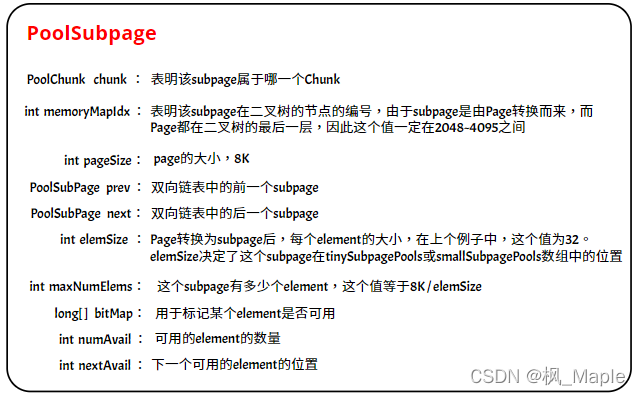 PoolSubpage
PoolChunk chunk : 表明该subpage属于哪一个Chunk
int memoryMapIdx : 表明该subpage在二叉树的节点的编号，由于subpage是由Page转换而来，而
Page都在二叉树的最后一层，因此这个值一定在2048-4095之间
int pageSize : page的大小，8K
PoolSubPage prev : 双向链表中的前一个subpage
PoolSubPage next : 双向链表中的后一个subpage
int elemSize : Page转换为subpage后，每个element的大小，在上个例子中，这个值为32。
elemSize决定了这个subpage在tinySubpagePools或smallSubpagePools数组中的位置
int maxNumElems : 这个subpage有多少个element，这个值等于8K/elemSize
long[] bitMap : 用于标记某个element是否可用
int numAvail : 可用的element的数量
int nextAvail : 下一个可用的element的位置
CSDN @枫_Maple